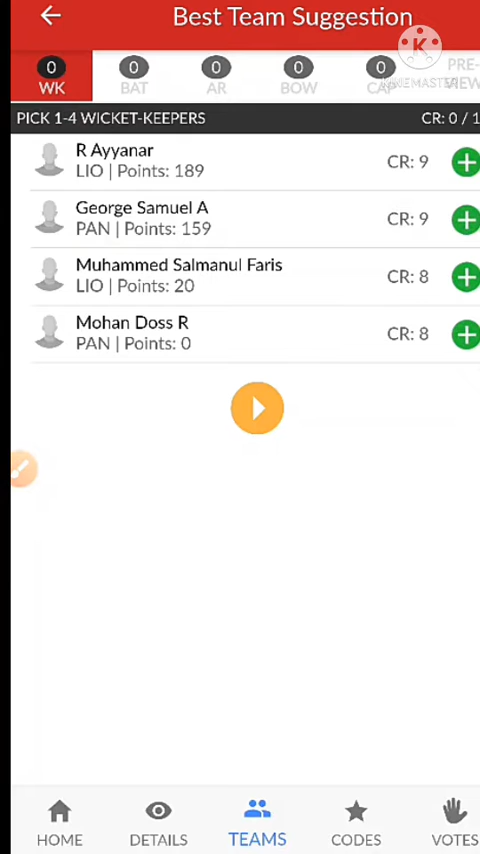 Best Team Suggestion
0 0 0 0 0
WK BAT AR BOW CAP PRE-VIEW
K
KINEMASTER
PICK 1-4 WICKET-KEEPERS CR: 0 / 1
R Ayyanar
LIO | Points: 189
CR: 9
George Samuel A
PAN | Points: 159
CR: 9
Muhammed Salmanul Faris
LIO | Points: 20
CR: 8
Mohan Doss R
PAN | Points: 0
CR: 8
HOME DETAILS TEAMS CODES VOTES